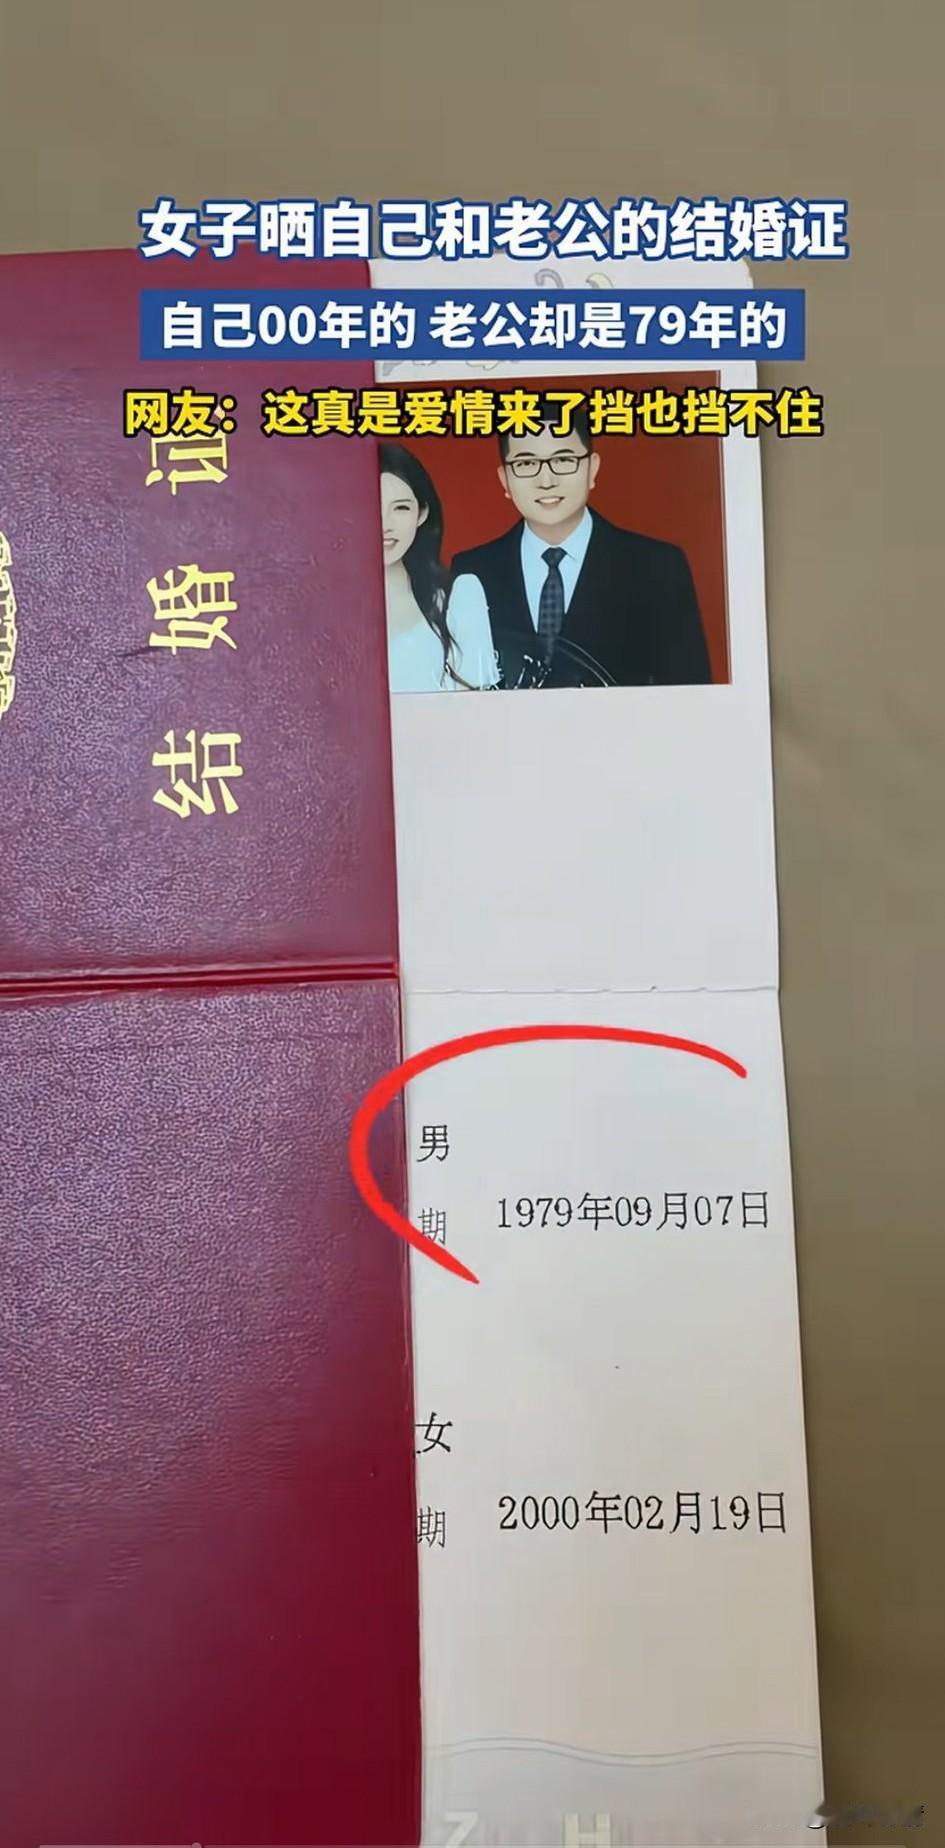 女子晒自己和老公的结婚证
自己00年的 老公却是79年的
网友：这真是爱情来了挡也挡不住
结婚证
男
期 1979年09月07日
女
期 2000年02月19日
Z H